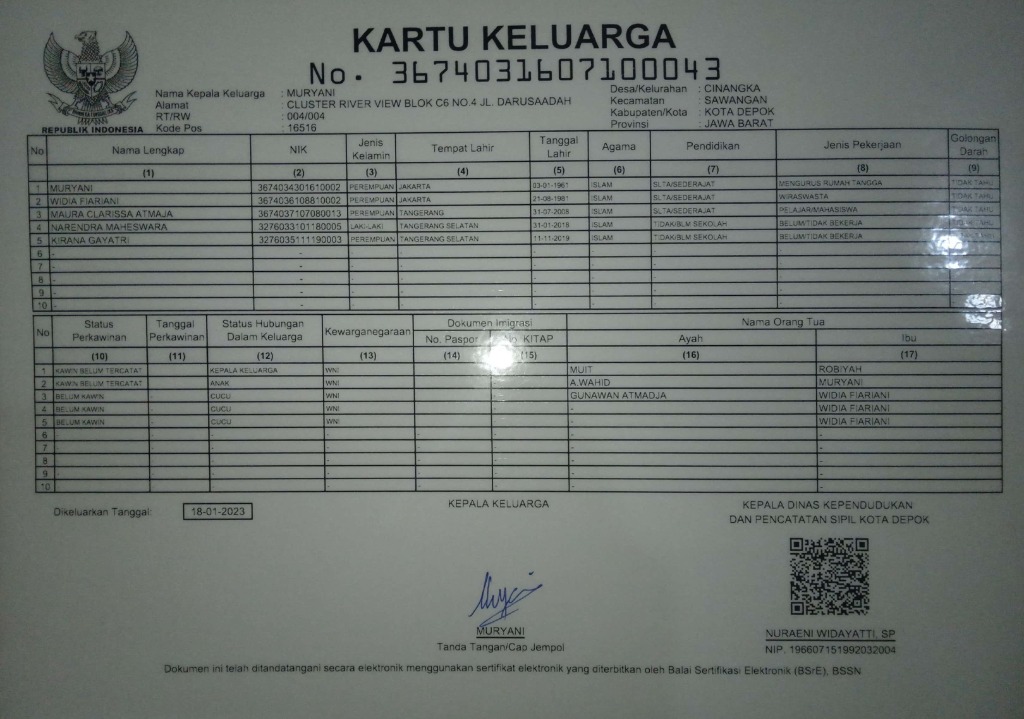 KARTU KELUARGA
No. 3674031607100043
Nama Kepala Keluarga : MURYANI
Alamat : CLUSTER RIVER VIEW BLOK C6 NO.4 JL. DARUSAADAH
RT/RW : 004/004
Kode Pos : 16516
Desa/Kelurahan : CINANGKA
Kecamatan : SAWANGAN
Kabupaten/Kota : KOTA DEPOK
Provinsi : JAWA BARAT
REPUBLIK INDONESIA
No Nama Lengkap NIK Jenis Kelamin Tempat Lahir Tanggal Lahir Agama Pendidikan Jenis Pekerjaan Golongan Darah
(1) (2) (3) (4) (5) (6) (7) (8) (9)
1 MURYANI 3674034301610002 PEREMPUAN JAKARTA 03-01-1961 ISLAM SLTA/SEDERAJAT MENGURUS RUMAH TANGGA TIDAK TAHU
2 WIDIA FIARIANI 3674036108810002 PEREMPUAN JAKARTA 21-08-1981 ISLAM SLTA/SEDERAJAT WIRASWASTA TIDAK TAHU
3 MAURA CLARISSA ATMAJA 3674037107080013 PEREMPUAN TANGERANG 31-07-2008 ISLAM SLTA/SEDERAJAT PELAJAR/MAHASISWA TIDAK TAHU
4 NARENDRA MAHESWARA 3276033101180005 LAKI-LAKI TANGERANG SELATAN 31-01-2018 ISLAM TIDAK/BLM SEKOLAH BELUM/TIDAK BEKERJA
5 KIRANA GAYATRI 3276035111190003 PEREMPUAN TANGERANG SELATAN 11-11-2019 ISLAM TIDAK/BLM SEKOLAH BELUM/TIDAK BEKERJA
6 - -
7 - -
8 - -
9 - -
10 - -
No Status Perkawinan Tanggal Perkawinan Status Hubungan Dalam Keluarga Kewarganegaraan Dokumen Imigrasi Nama Orang Tua
No. Paspor No. KITAP Ayah Ibu
(10) (11) (12) (13) (14) (15) (16) (17)
1 KAWIN BELUM TERCATAT KEPALA KELUARGA WNI MUIT ROBIYAH
2 KAWIN BELUM TERCATAT ANAK WNI A.WAHID MURYANI
3 BELUM KAWIN CUCU WNI GUNAWAN ATMADJA WIDIA FIARIANI
4 BELUM KAWIN CUCU WNI - WIDIA FIARIANI
5 BELUM KAWIN CUCU WNI - WIDIA FIARIANI
6 - - - - - - -
7 - - - - - - -
8 - - - - - - -
9 - - - - - - -
10 - - - - - - -
Dikeluarkan Tanggal: 18-01-2023
KEPALA KELUARGA
MURYANI
Tanda Tangan/Cap Jempol
KEPALA DINAS KEPENDUDUKAN
DAN PENCATATAN SIPIL KOTA DEPOK
NURAENI WIDAYATTI, SP
NIP. 196607151992032004
Dokumen ini telah ditandatangani secara elektronik menggunakan sertifikat elektronik yang diterbitkan oleh Balai Sertifikasi Elektronik (BSrE), BSSN